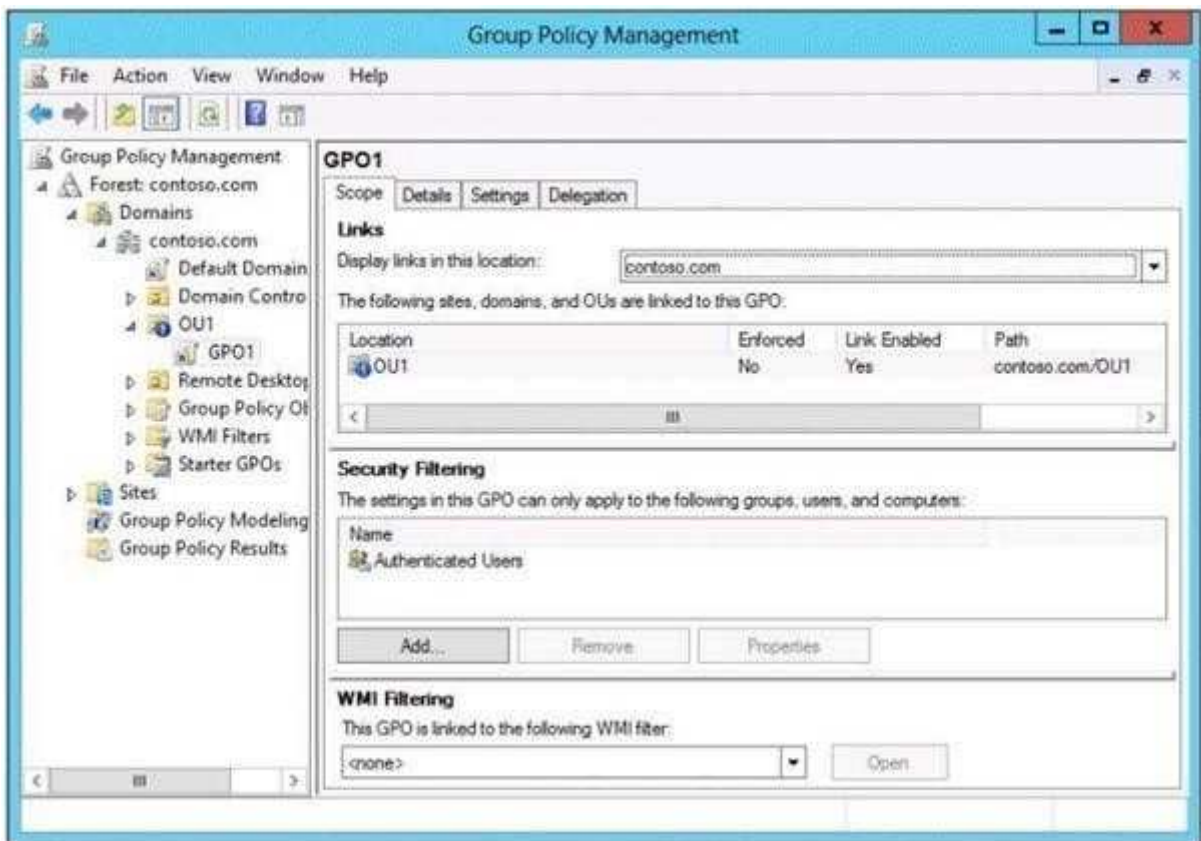 Group Policy Management
File Action View Window Help
Group Policy Management
Forest: contoso.com
Domains
contoso.com
Default Domain
Domain Contro
OU1
GPO1
Remote Desktop
Group Policy Ob
WMI Filters
Starter GPOs
Sites
Group Policy Modeling
Group Policy Results
GPO1
Scope Details Settings Delegation
Links
Display links in this location: contoso.com
The following sites, domains, and OUs are linked to this GPO:
Location Enforced Link Enabled Path
OU1 No Yes contoso.com/OU1
Security Filtering
The settings in this GPO can only apply to the following groups, users, and computers:
Name
Authenticated Users
Add... Remove Properties
WMI Filtering
This GPO is linked to the following WMI filter:
<none> Open